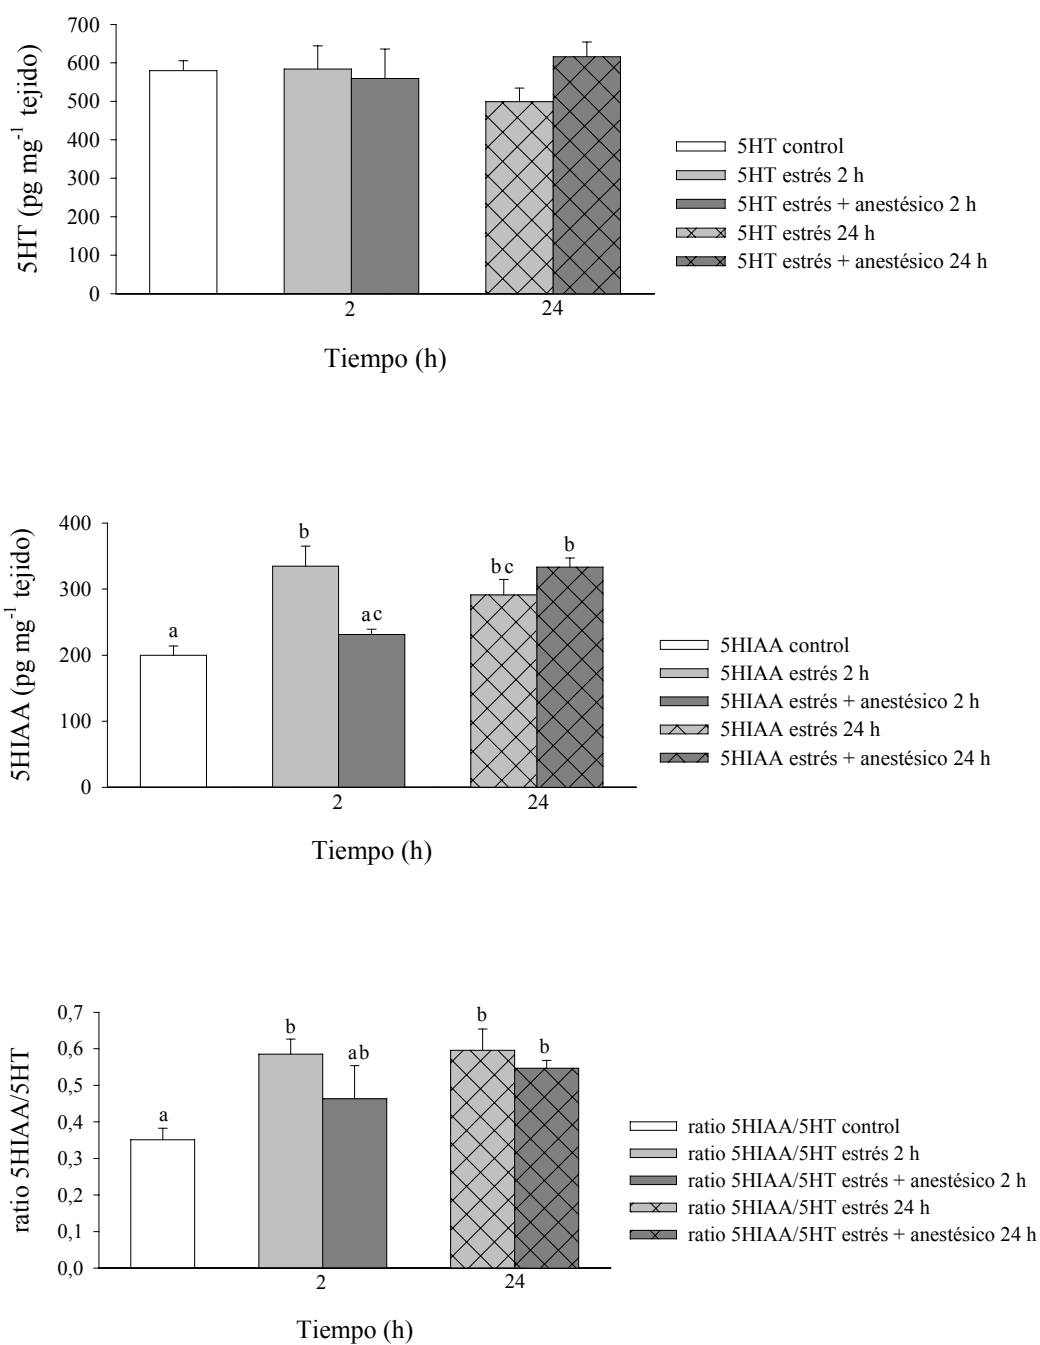 700
600
500
400
300
200
100
0
5HT (pg mg-1 tejido)
2
24
Tiempo (h)
5HT control
5HT estrés 2 h
5HT estrés + anestésico 2 h
5HT estrés 24 h
5HT estrés + anestésico 24 h
400
300
200
100
0
5HIAA (pg mg-1 tejido)
a
b
ac
bc
b
2
24
Tiempo (h)
5HIAA control
5HIAA estrés 2 h
5HIAA estrés + anestésico 2 h
5HIAA estrés 24 h
5HIAA estrés + anestésico 24 h
0,7
0,6
0,5
0,4
0,3
0,2
0,1
0,0
ratio 5HIAA/5HT
a
b
ab
b
b
2
24
Tiempo (h)
ratio 5HIAA/5HT control
ratio 5HIAA/5HT estrés 2 h
ratio 5HIAA/5HT estrés + anestésico 2 h
ratio 5HIAA/5HT estrés 24 h
ratio 5HIAA/5HT estrés + anestésico 24 h